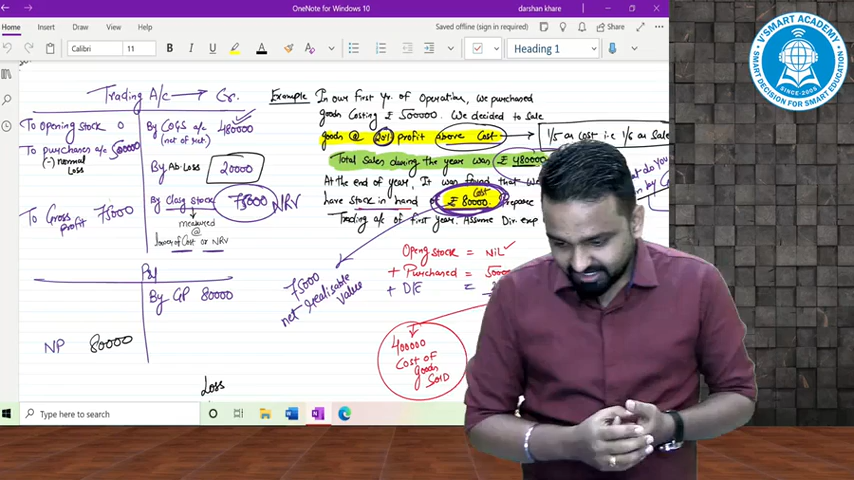 OneNote for Windows 10
darshan khare
Home
Insert
Draw
View
Help
Saved offline (sign in required)
Share
Calibri
11
B
I
U
A
Heading 1
V'SMART ACADEMY
SMART DECISION FOR SMART EDUCATION
SINCE-2005
Trading A/c → Cr.
To opening stock 0
To purchases a/c 500000
(-) normal
Loss
To Gross
profit 75000
By COGS a/c 480000
(net of ret.)
By Ab. Loss 20000
By Closg stock 75000 NRV
measured
@
lower of Cost or NRV
By GP 80000
NP 80000
Loss
Example In our first yr. of Operation, we purchased
goods Costing ₹ 500000. We decided to sale
goods @ 20% profit above Cost → 1/5 on cost i.e 1/6 on Sale
Total Sales during the year was ₹ 480000
At the end of year, It was found that we
have stock in hand of ₹ 80000. Prepare
Cost
Trading a/c of first year. Assume Dir. exp
75000
net realisable
value
Openg stock = NIL ✓
+ Purchased = 50000
+ D/E =
400000
Cost of
goods
SOLD
Type here to search